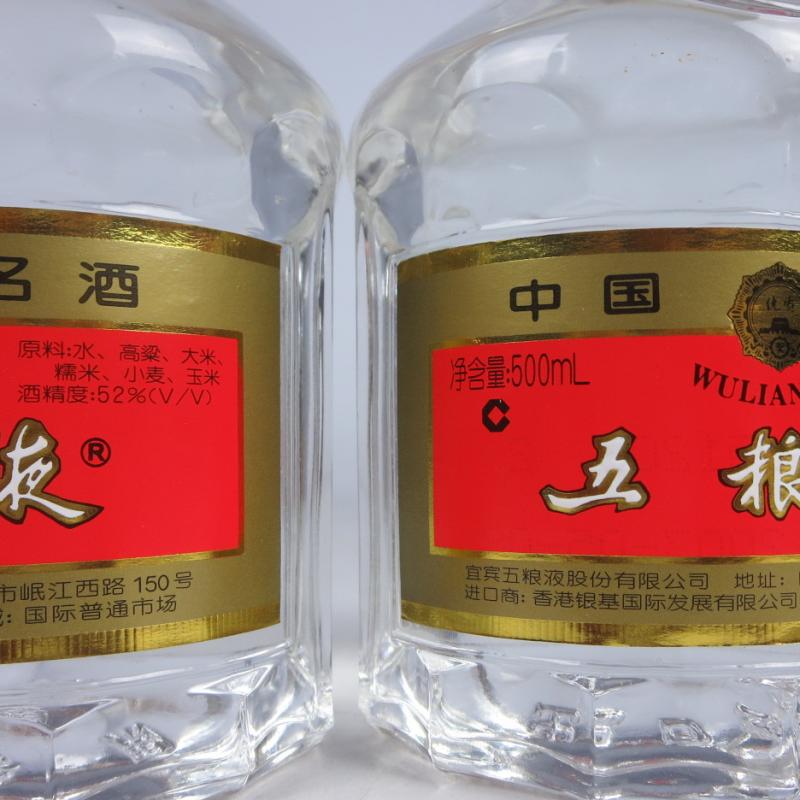 名酒
原料:水、高粱、大米、
糯米、小麦、玉米
酒精度:52%(V/V)
液®
市岷江西路150号
域: 国际普通市场
中国
净含量:500mL
C
WULIAN
五粮
宜宾五粮液股份有限公司 地址:
进口商: 香港银基国际发展有限公司